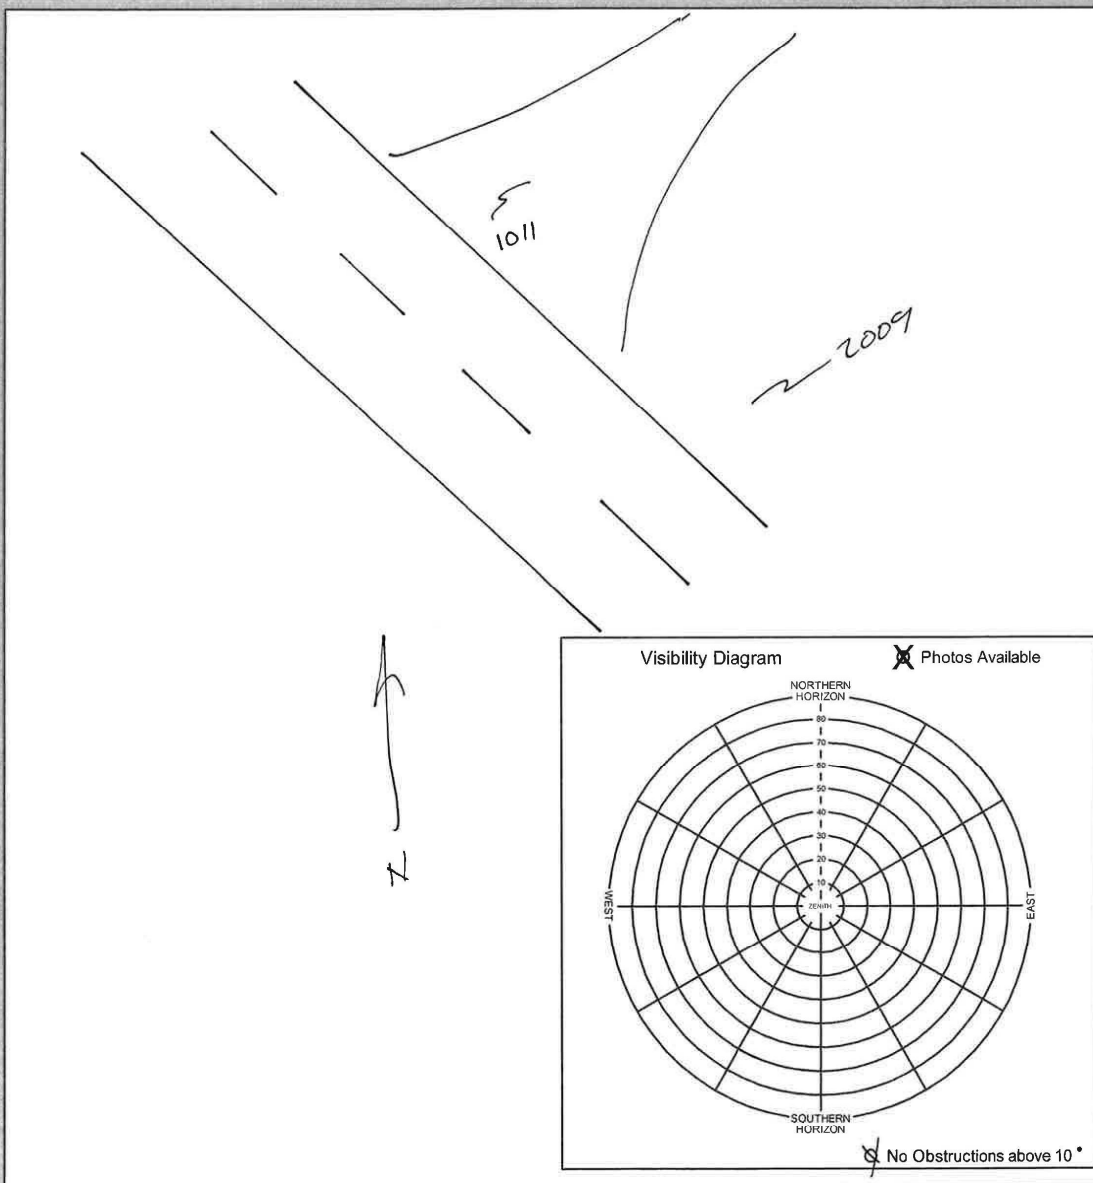 1011
2009
N
Visibility Diagram
Photos Available
NORTHERN
HORIZON
80
70
60
50
40
30
20
10
ZENITH
WEST
EAST
SOUTHERN
HORIZON
No Obstructions above 10°